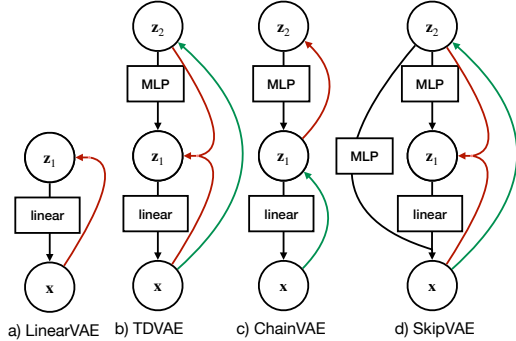 z₂
z₂
z₂
MLP
MLP
MLP
z₁
z₁
z₁
z₁
MLP
linear
linear
linear
linear
x
x
x
x
a) LinearVAE
b) TDVAE
c) ChainVAE
d) SkipVAE